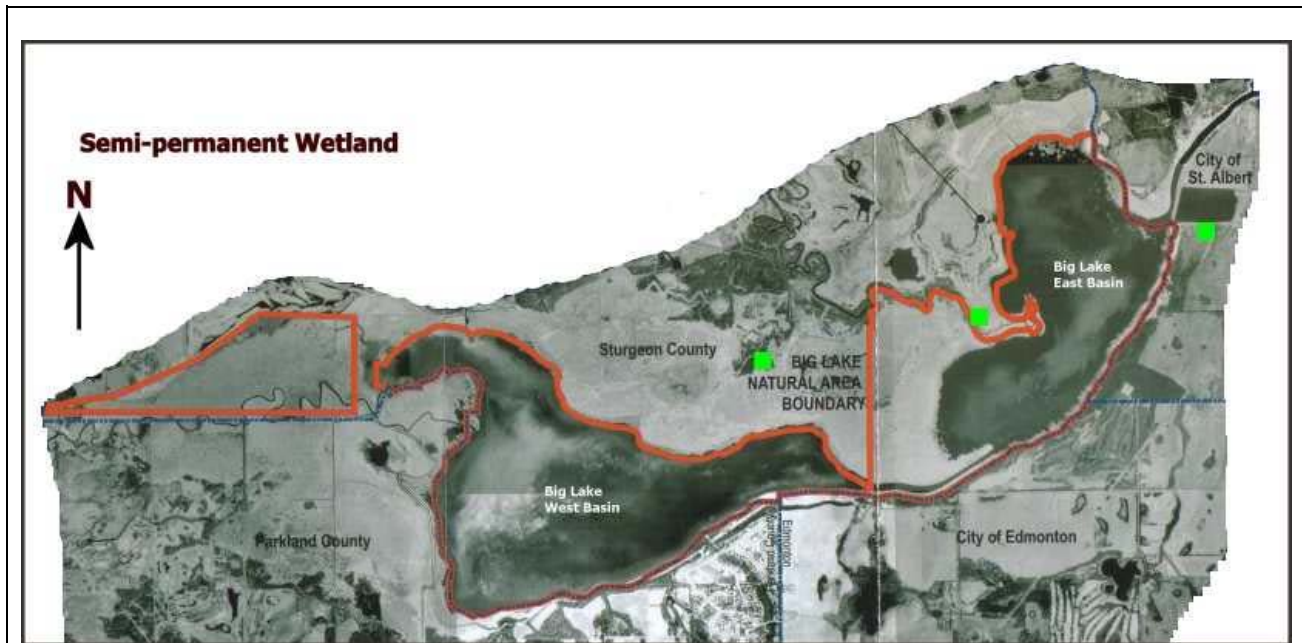 Semi-permanent Wetland
N
City of
St. Albert
Big Lake
East Basin
Sturgeon County
BIG LAKE
NATURAL AREA
BOUNDARY
Big Lake
West Basin
Parkland County
Edmonton
City of Edmonton